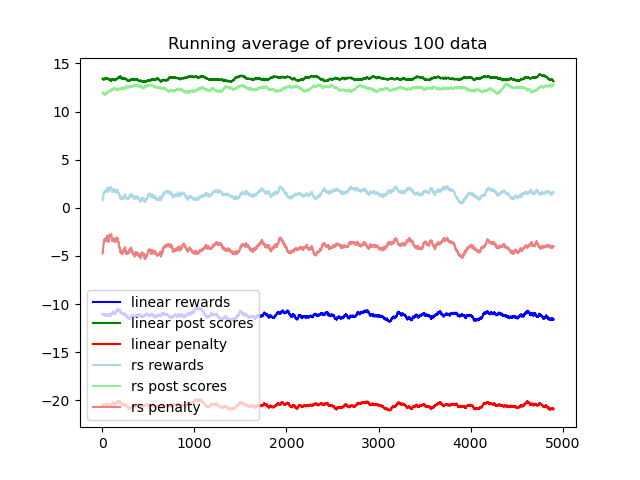 Running average of previous 100 data
15
10
5
0
−5
−10
−15
−20
linear rewards
linear post scores
linear penalty
rs rewards
rs post scores
rs penalty
0 1000 2000 3000 4000 5000